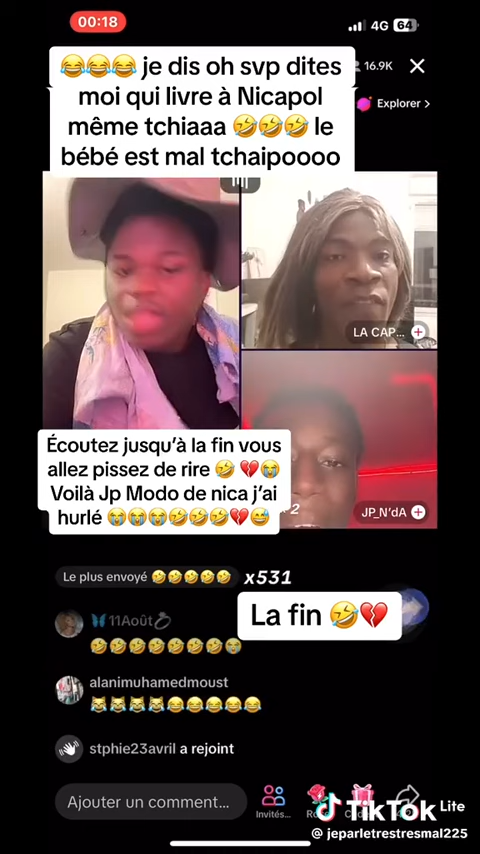 00:18
4G 64
😂😂😂 je dis oh svp dites
moi qui livre à Nicapol
même tchiaaa 🤣🤣🤣 le
bébé est mal tchaipoooo
16.9K
Explorer >
LA CAP...
Écoutez jusqu’à la fin vous
allez pissez de rire 🤣 💔😭
Voilà Jp Modo de nica j’ai
hurlé 😭😭😭🤣🤣🤣💔😅
JP_N’dA
Le plus envoyé 🤣🤣🤣🤣🤣 x531
La fin 🤣💔
🦋11Août💍
🤣🤣🤣🤣🤣🤣🤣😭
alanimuhamedmoust
😹😹😹😹😂😂😂😂😂
👋 stphie23avril a rejoint
Ajouter un commentaire...
Invités...
TikTok Lite
@ jeparletrestresmal225